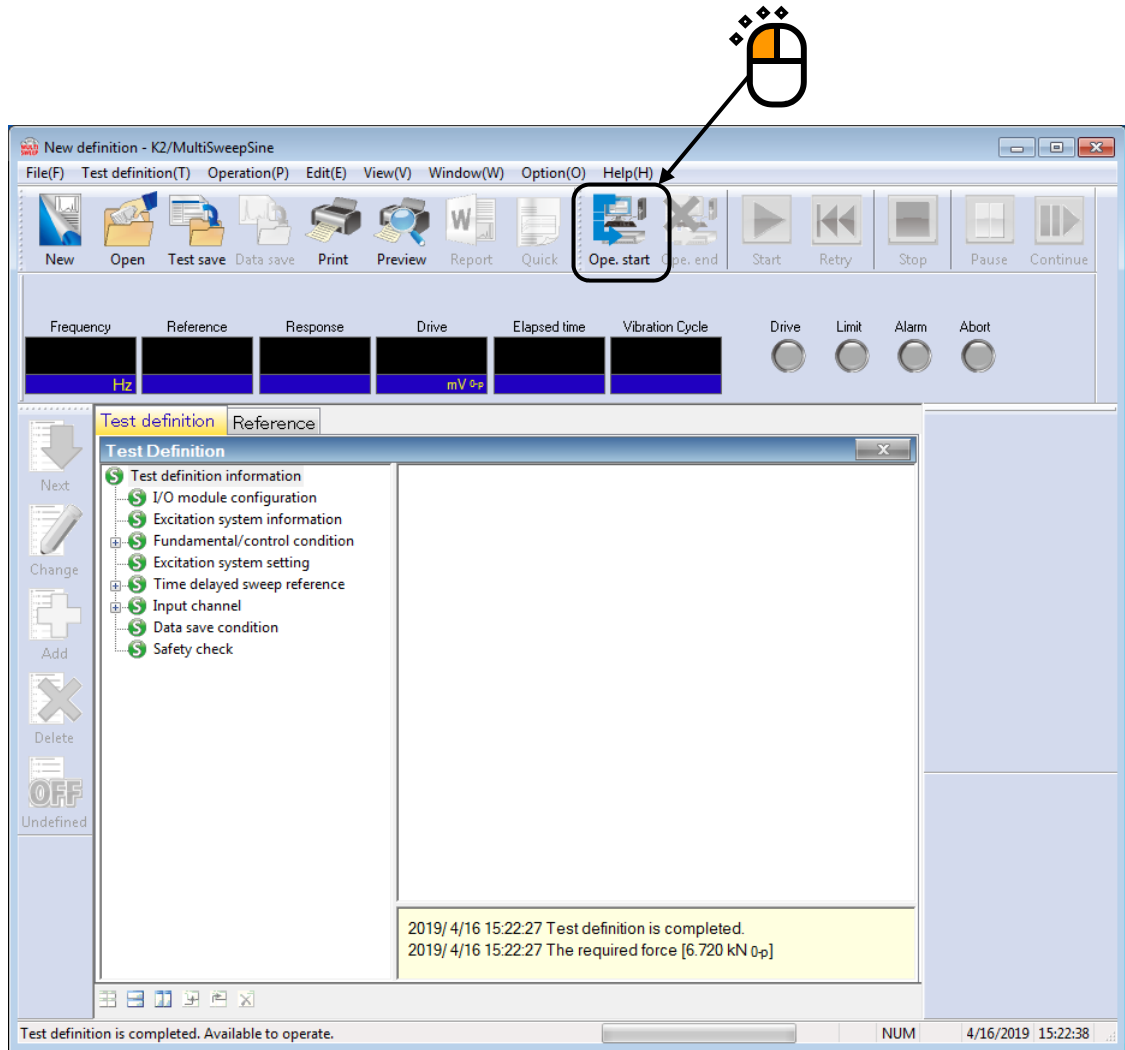 New definition - K2/MultiSweepSine
File(F) Test definition(T) Operation(P) Edit(E) View(V) Window(W) Option(O) Help(H)
New Open Test save Data save Print Preview Report Quick Ope. start Ope. end Start Retry Stop Pause Continue
Frequency Reference Response Drive Elapsed time Vibration Cycle Drive Limit Alarm Abort
Hz mV 0-p
Test definition Reference
Test Definition
Test definition information
I/O module configuration
Excitation system information
Fundamental/control condition
Excitation system setting
Time delayed sweep reference
Input channel
Data save condition
Safety check
Next
Change
Add
Delete
OFF
Undefined
2019/ 4/16 15:22:27 Test definition is completed.
2019/ 4/16 15:22:27 The required force [6.720 kN 0-p]
Test definition is completed. Available to operate. NUM 4/16/2019 15:22:38